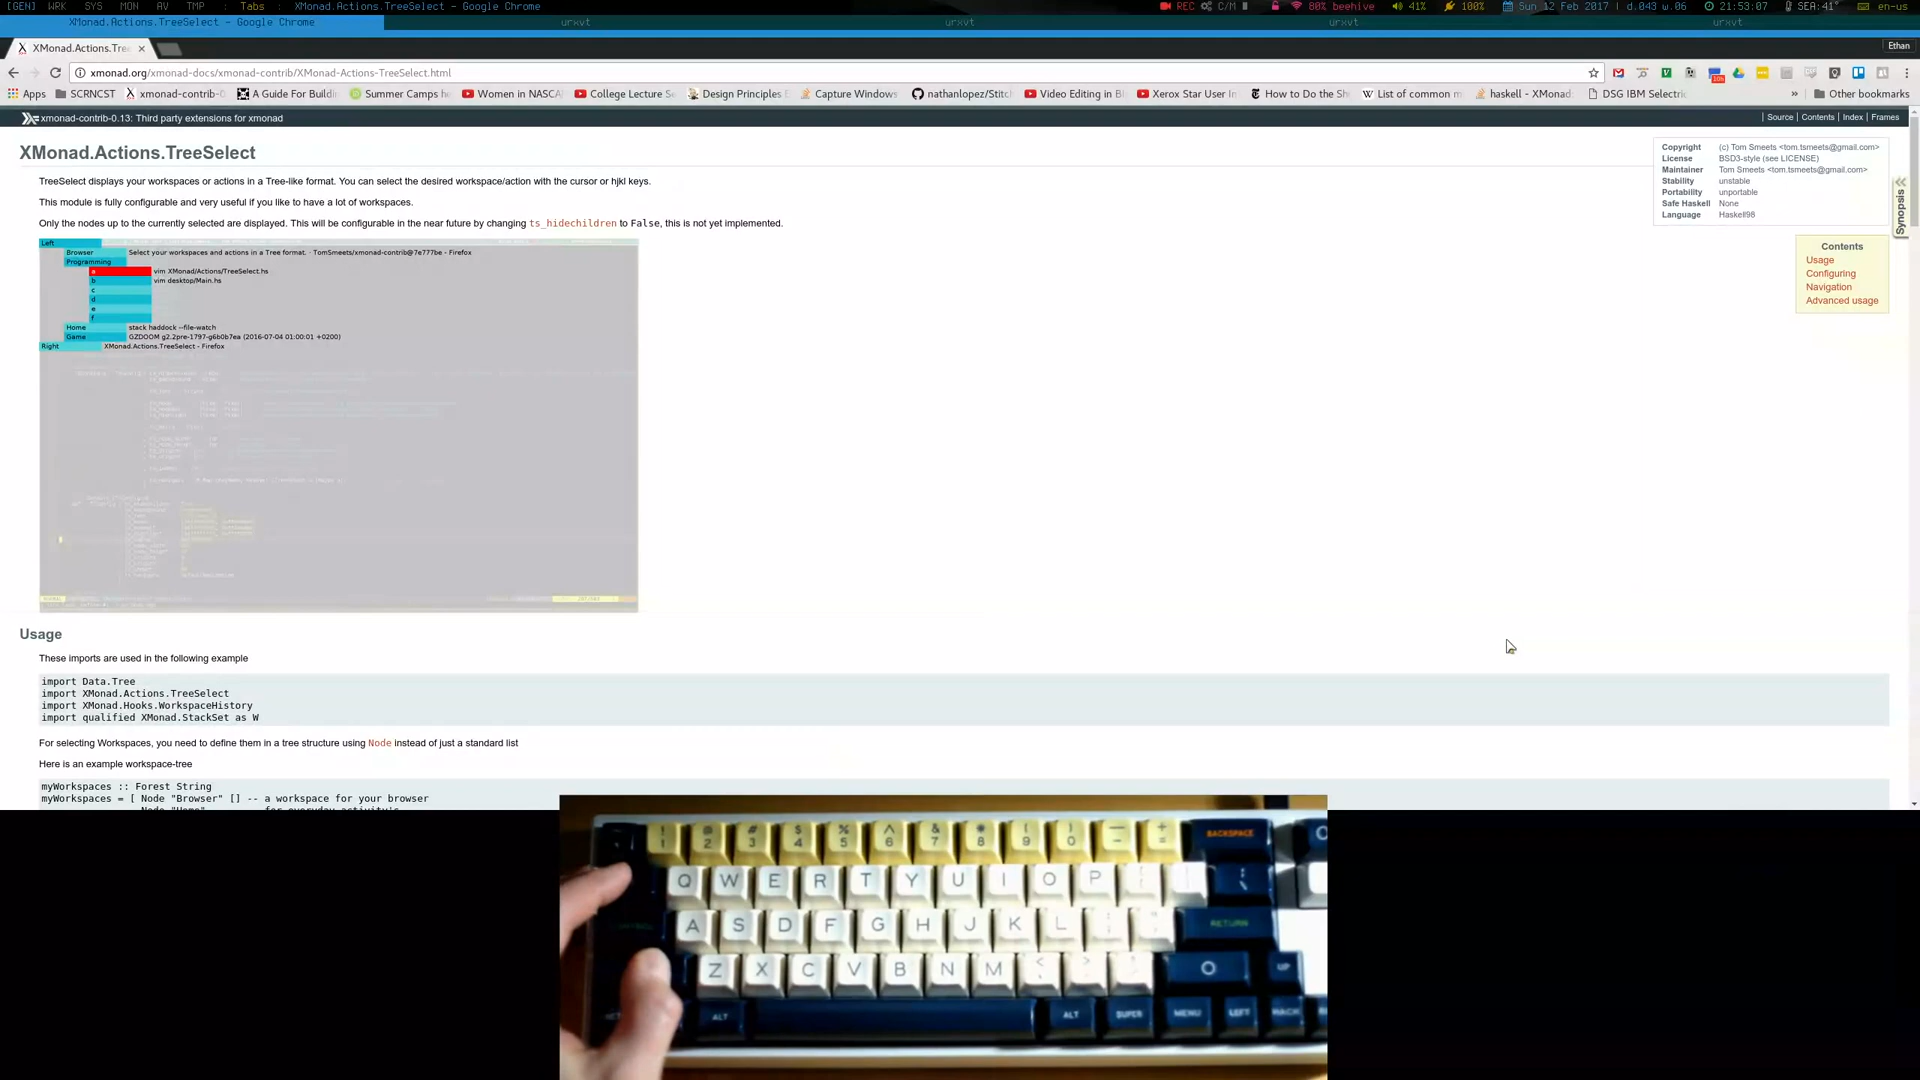 [GEN] WRK SYS MON AV TMP : Tabs : XMonad.Actions.TreeSelect - Google Chrome
REC C/M 80% beehive 41% 100% Sun 12 Feb 2017 | d.043 w.06 21:53:07 SEA:41° en-us
XMonad.Actions.TreeSelect - Google Chrome urxvt urxvt urxvt urxvt
XMonad.Actions.Tre Ethan
xmonad.org/xmonad-docs/xmonad-contrib/XMonad-Actions-TreeSelect.html
Apps SCRNCST xmonad-contrib-0. A Guide For Buildi Summer Camps h Women in NASCA College Lecture Se Design Principles Capture Windows nathanlopez/Stitc Video Editing in Bl Xerox Star User In How to Do the Sh List of common m haskell - XMonad DSG IBM Selectri » Other bookmarks
xmonad-contrib-0.13: Third party extensions for xmonad | Source | Contents | Index | Frames
XMonad.Actions.TreeSelect
Copyright (c) Tom Smeets <tom.tsmeets@gmail.com>
License BSD3-style (see LICENSE)
Maintainer Tom Smeets <tom.tsmeets@gmail.com>
Stability unstable
Portability unportable
Safe Haskell None
Language Haskell98
Synopsis
Contents
Usage
Configuring
Navigation
Advanced usage
TreeSelect displays your workspaces or actions in a Tree-like format. You can select the desired workspace/action with the cursor or hjkl keys.
This module is fully configurable and very useful if you like to have a lot of workspaces.
Only the nodes up to the currently selected are displayed. This will be configurable in the near future by changing ts_hidechildren to False, this is not yet implemented.
Left
Browser Select your workspaces and actions in a Tree format. · TomSmeets/xmonad-contrib@7e777be - Firefox
Programming
a vim XMonad/Actions/TreeSelect.hs
b vim desktop/Main.hs
c
d
e
f
Home stack haddock --file-watch
Game GZDOOM g2.2pre-1797-g6b0b7ea (2016-07-04 01:00:01 +0200)
Right XMonad.Actions.TreeSelect - Firefox
Usage
These imports are used in the following example
import Data.Tree
import XMonad.Actions.TreeSelect
import XMonad.Hooks.WorkspaceHistory
import qualified XMonad.StackSet as W
For selecting Workspaces, you need to define them in a tree structure using Node instead of just a standard list
Here is an example workspace-tree
myWorkspaces :: Forest String
myWorkspaces = [ Node "Browser" [] -- a workspace for your browser
! @ # $ % ^ & * ( ) — +
1 2 3 4 5 6 7 8 9 0 - = BACKSPACE
Q W E R T Y U I O P
A S D F G H J K L RETURN
Z X C V B N M < > UP
ALT ALT SUPER MENU LEFT